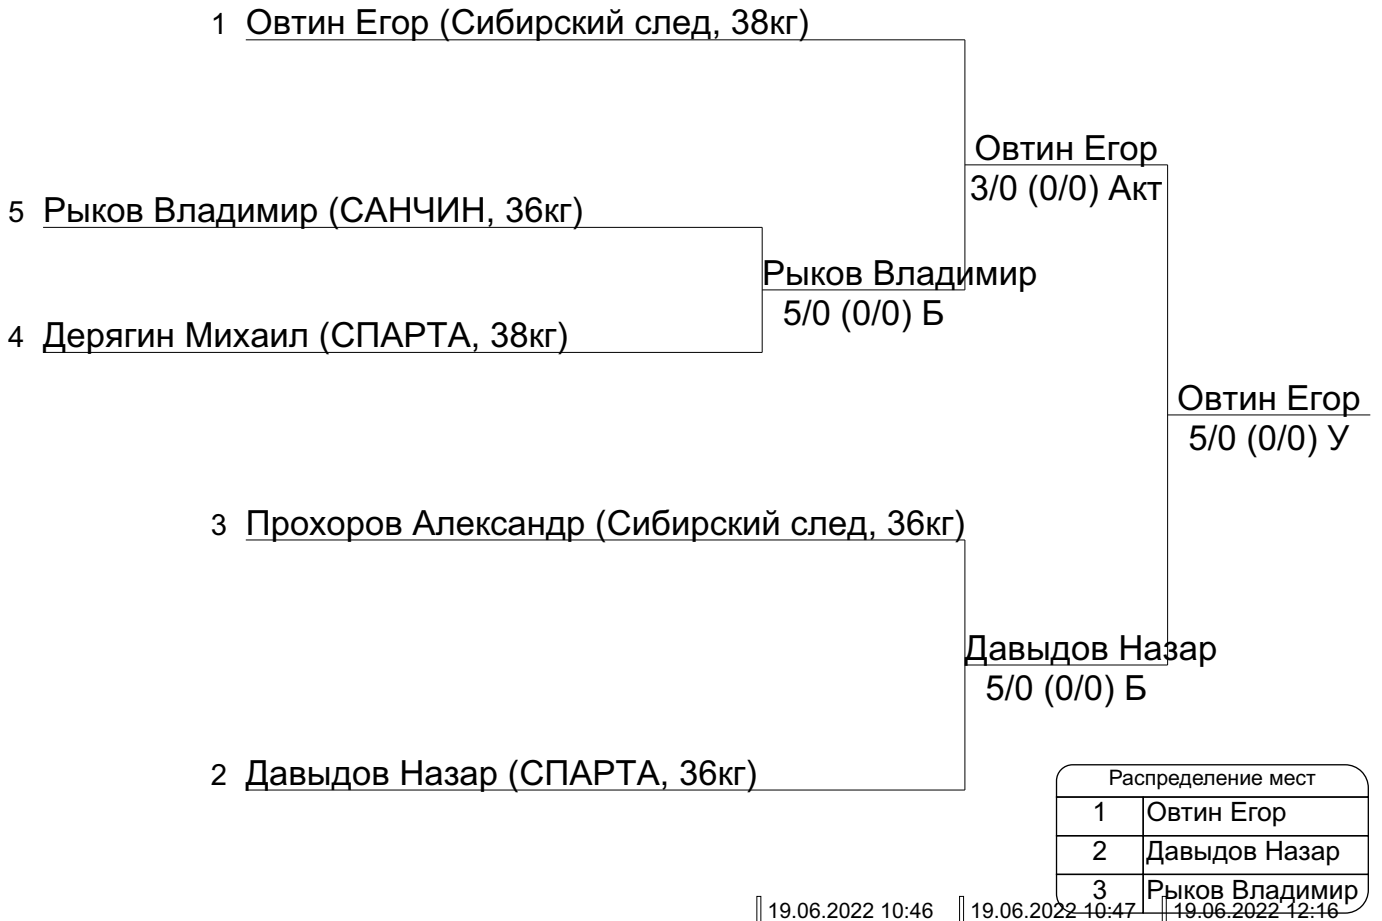 1 Овтин Егор (Сибирский след, 38кг)
Овтин Егор
3/0 (0/0) Акт
5 Рыков Владимир (САНЧИН, 36кг)
Рыков Владимир
5/0 (0/0) Б
4 Дерягин Михаил (СПАРТА, 38кг)
Овтин Егор
5/0 (0/0) У
3 Прохоров Александр (Сибирский след, 36кг)
Давыдов Назар
5/0 (0/0) Б
2 Давыдов Назар (СПАРТА, 36кг)
Распределение мест
1 Овтин Егор
2 Давыдов Назар
3 Рыков Владимир
19.06.2022 10:46 19.06.2022 10:47 19.06.2022 12:16